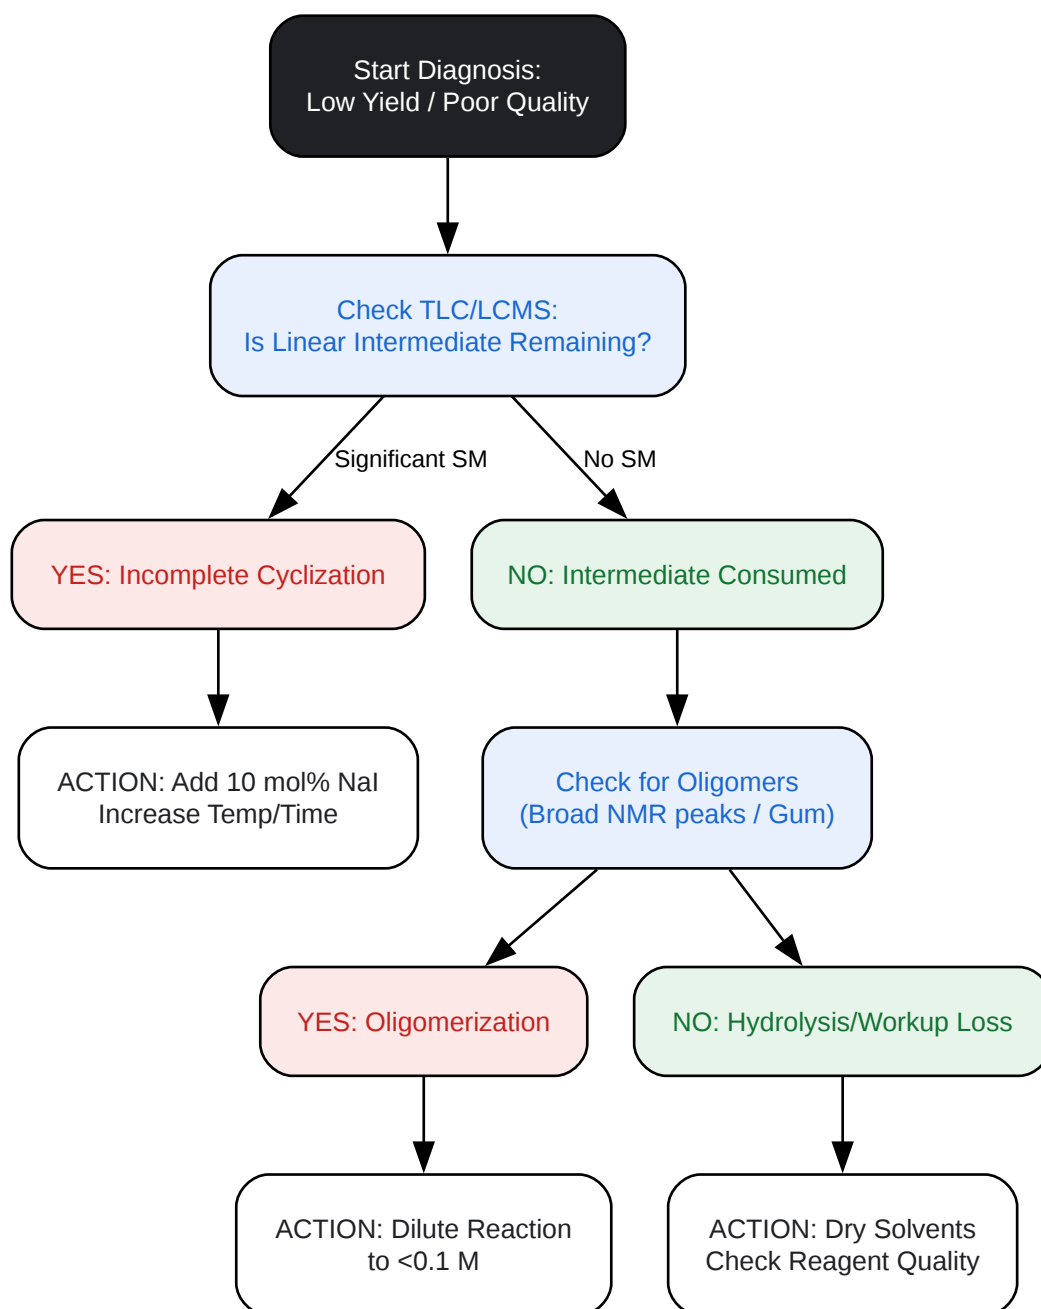 Start Diagnosis:
Low Yield / Poor Quality
Check TLC/LCMS:
Is Linear Intermediate Remaining?
Significant SM
No SM
YES: Incomplete Cyclization
NO: Intermediate Consumed
ACTION: Add 10 mol% NaI
Increase Temp/Time
Check for Oligomers
(Broad NMR peaks / Gum)
YES: Oligomerization
NO: Hydrolysis/Workup Loss
ACTION: Dilute Reaction
to <0.1 M
ACTION: Dry Solvents
Check Reagent Quality